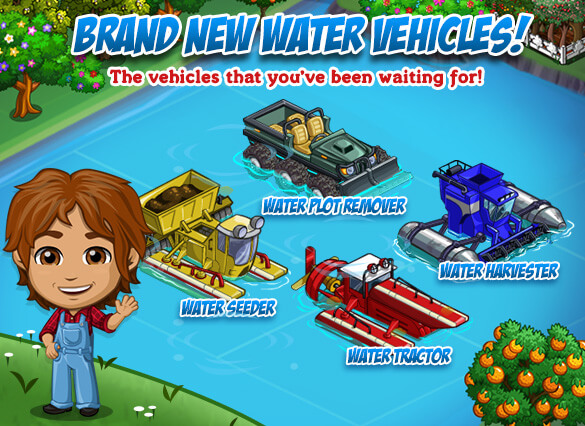 BRAND NEW WATER VEHICLES!
The vehicles that you've been waiting for!
WATER PLOT REMOVER
WATER HARVESTER
WATER SEEDER
WATER TRACTOR